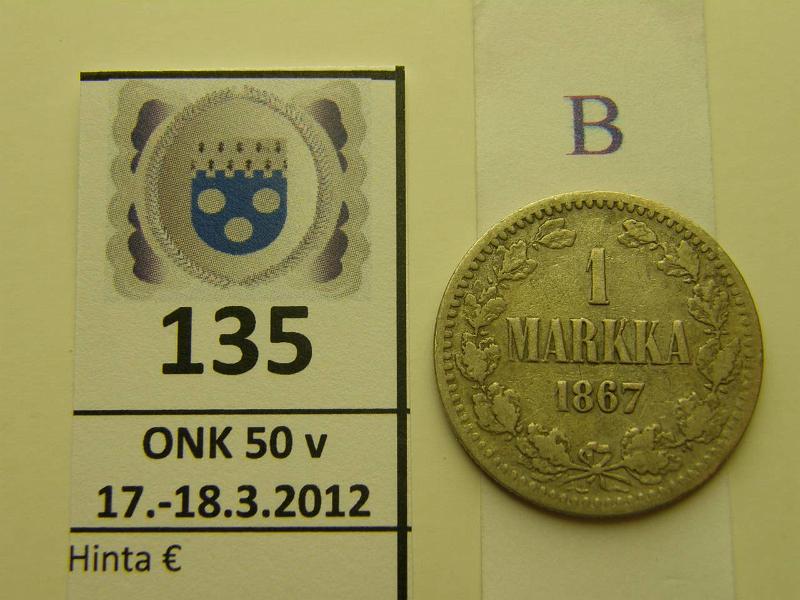 135
ONK 50 v
17.-18.3.2012
Hinta €
B
1
MARKKA
1867